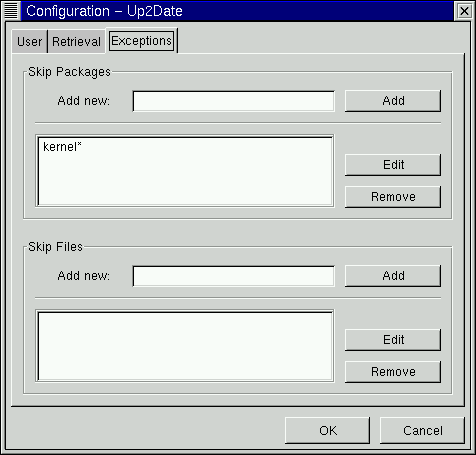 Configuration – Up2Date
User Retrieval Exceptions
Skip Packages
Add new: Add
kernel*
Edit
Remove
Skip Files
Add new: Add
Edit
Remove
OK Cancel